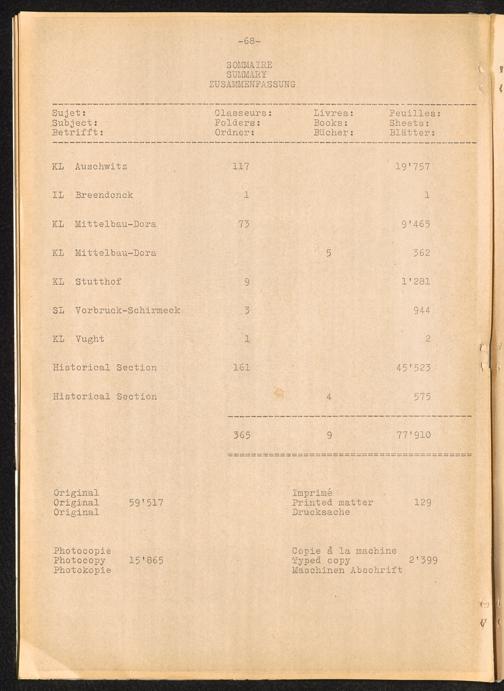 -68-
SOMMAIRE
SUMMARY
ZUSAMMENFASSUNG
Sujet: Classeurs: Livres: Feuilles:
Subject: Folders: Books: Sheets:
Betrifft: Ordner: Bücher: Blätter:
KL Auschwitz 117 19'757
IL Breendonck 1 1
KL Mittelbau-Dora 73 9'465
KL Mittelbau-Dora 5 362
KL Stutthof 9 1'281
SL Vorbruck-Schirmeck 3 944
KL Vught 1 2
Historical Section 161 45'523
Historical Section 4 575
365 9 77'910
Original Imprimé
Original 59'517 Printed matter 129
Original Drucksache
Photocopie Copie à la machine
Photocopy 15'865 Typed copy 2'399
Photokopie Maschinen Abschrift